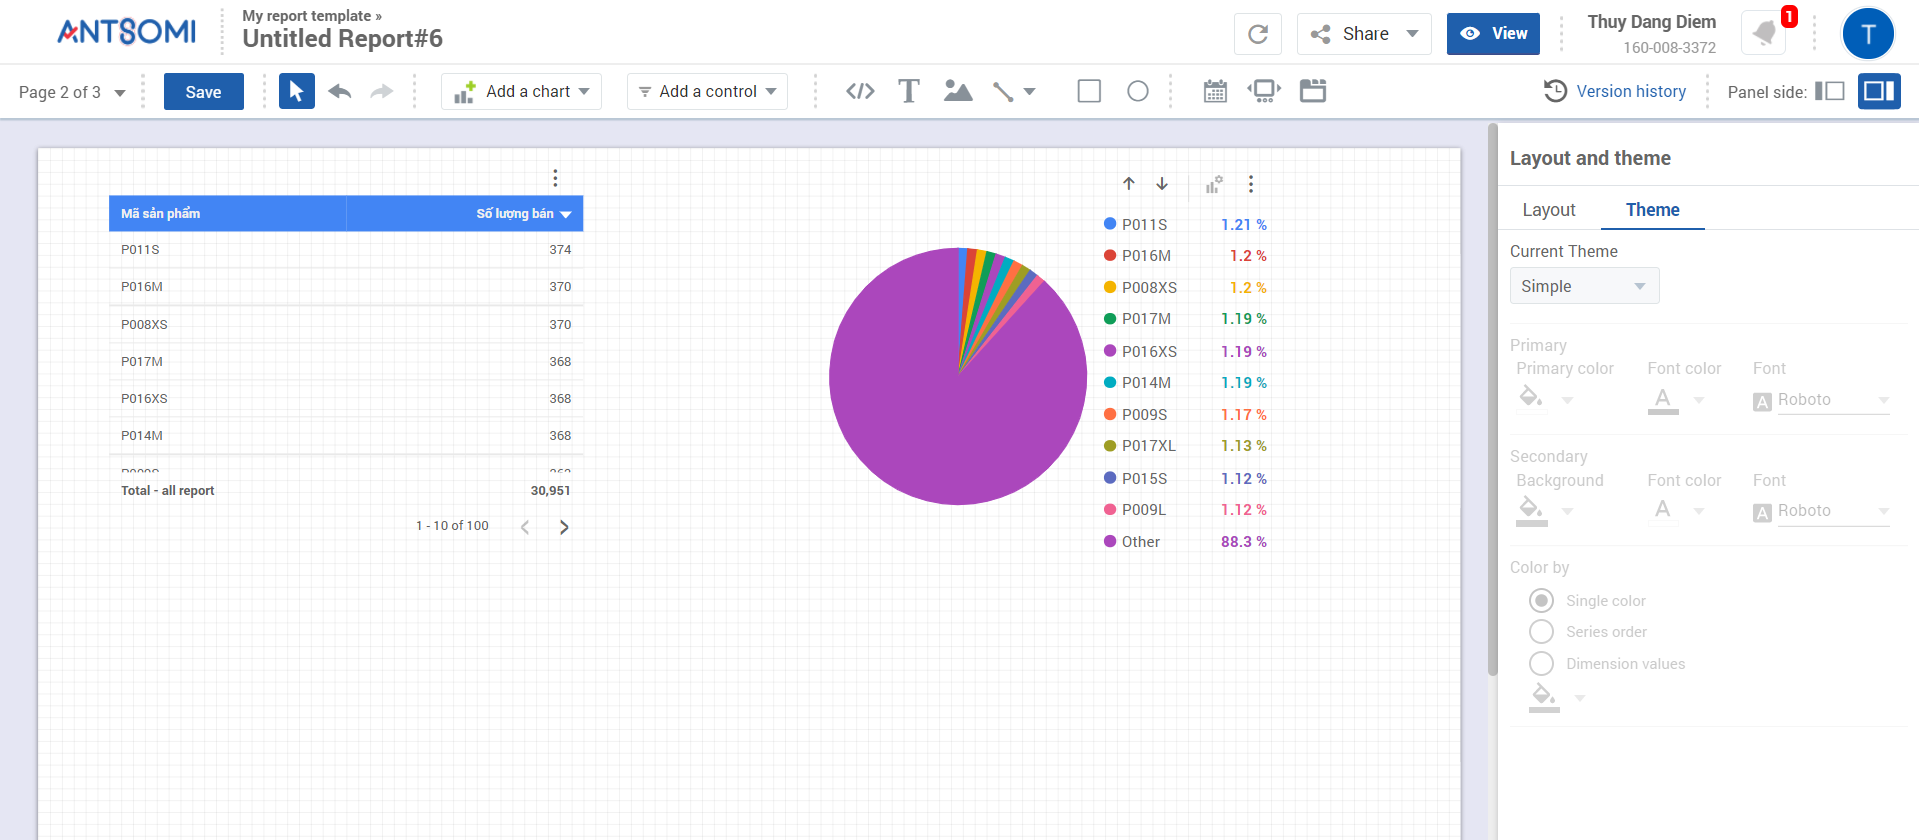 ANTSOMI
My report template »
Untitled Report#6
Share
View
Thuy Dang Diem
160-008-3372
1
T
Page 2 of 3
Save
Add a chart
Add a control
T
Version history
Panel side:
Mã sản phẩm Số lượng bán
P011S 374
P016M 370
P008XS 370
P017M 368
P016XS 368
P014M 368
Total - all report 30,951
1 - 10 of 100
P011S 1.21 %
P016M 1.2 %
P008XS 1.2 %
P017M 1.19 %
P016XS 1.19 %
P014M 1.19 %
P009S 1.17 %
P017XL 1.13 %
P015S 1.12 %
P009L 1.12 %
Other 88.3 %
Layout and theme
Layout Theme
Current Theme
Simple
Primary
Primary color Font color Font
A A Roboto
Secondary
Background Font color Font
A A Roboto
Color by
Single color
Series order
Dimension values